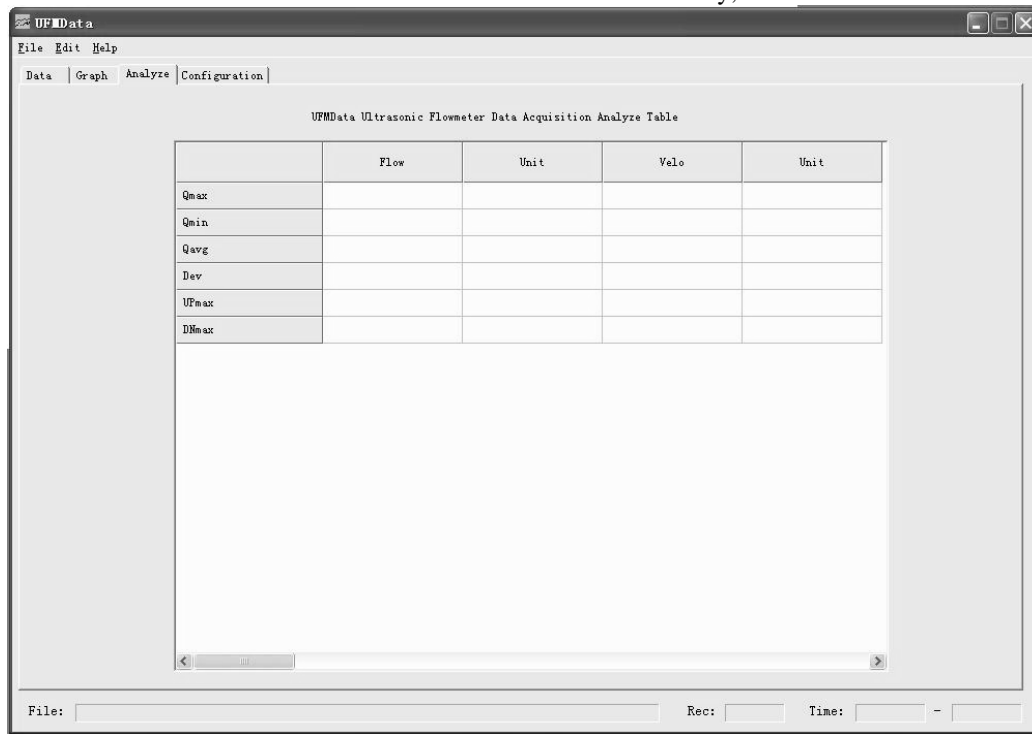 UFMData
File Edit Help
Data Graph Analyze Configuration
UFMData Ultrasonic Flowmeter Data Acquisition Analyze Table
Flow Unit Velo Unit
Qmax
Qmin
Qavg
Dev
UPmax
DNmax
File: Rec: Time: -